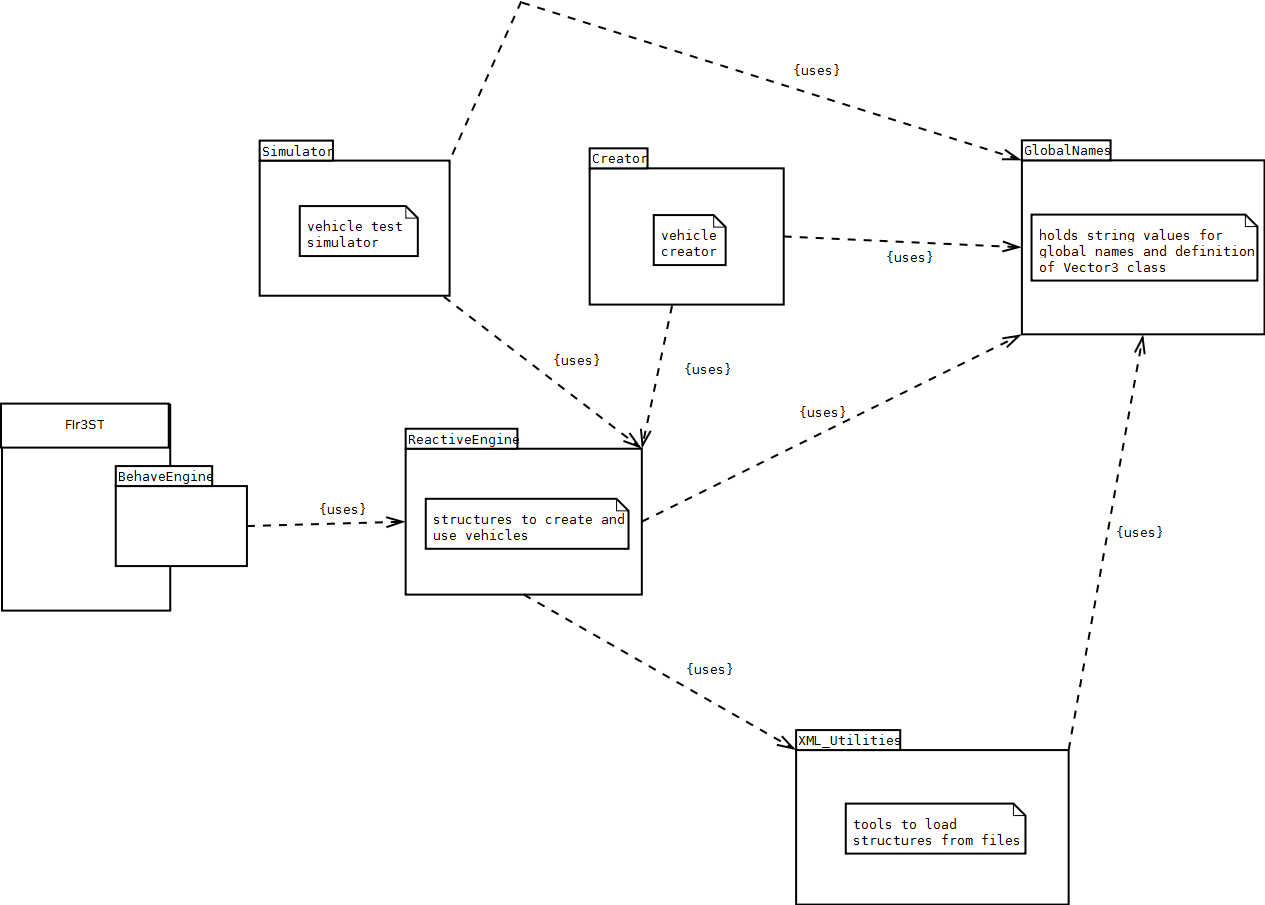 {uses}
Simulator
vehicle test
simulator
Creator
vehicle
creator
{uses}
GlobalNames
holds string values for
global names and definition
of Vector3 class
{uses}
{uses}
{uses}
FIr3ST
BehaveEngine
{uses}
ReactiveEngine
structures to create and
use vehicles
{uses}
{uses}
XML_Utilities
tools to load
structures from files